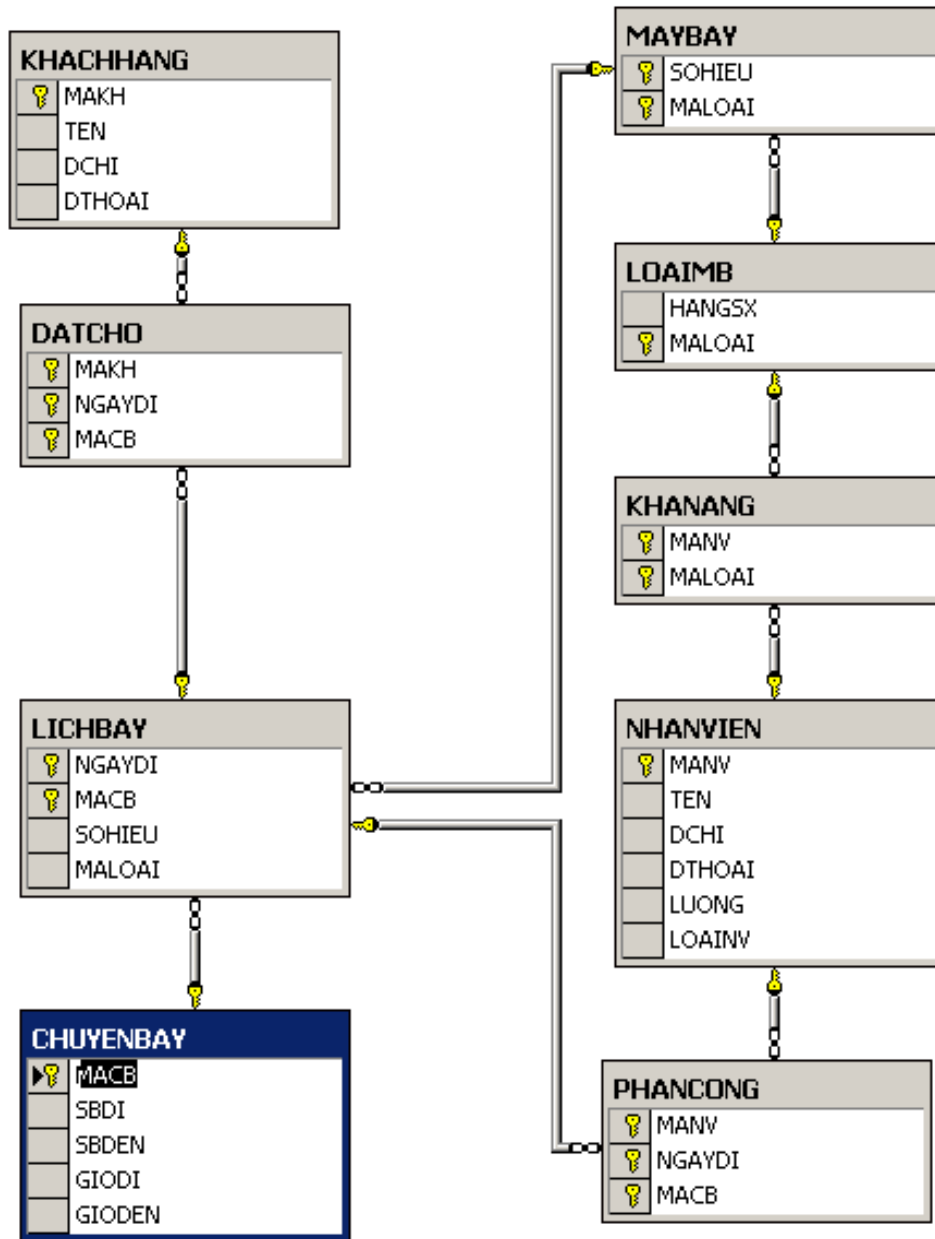 KHACHHANG
MAKH
TEN
DCHI
DTHOAI
DATCHO
MAKH
NGAYDI
MACB
LICHBAY
NGAYDI
MACB
SOHIEU
MALOAI
CHUYENBAY
MACB
SBDI
SBDEN
GIODI
GIODEN
MAYBAY
SOHIEU
MALOAI
LOAIMB
HANGSX
MALOAI
KHANANG
MANV
MALOAI
NHANVIEN
MANV
TEN
DCHI
DTHOAI
LUONG
LOAINV
PHANCONG
MANV
NGAYDI
MACB